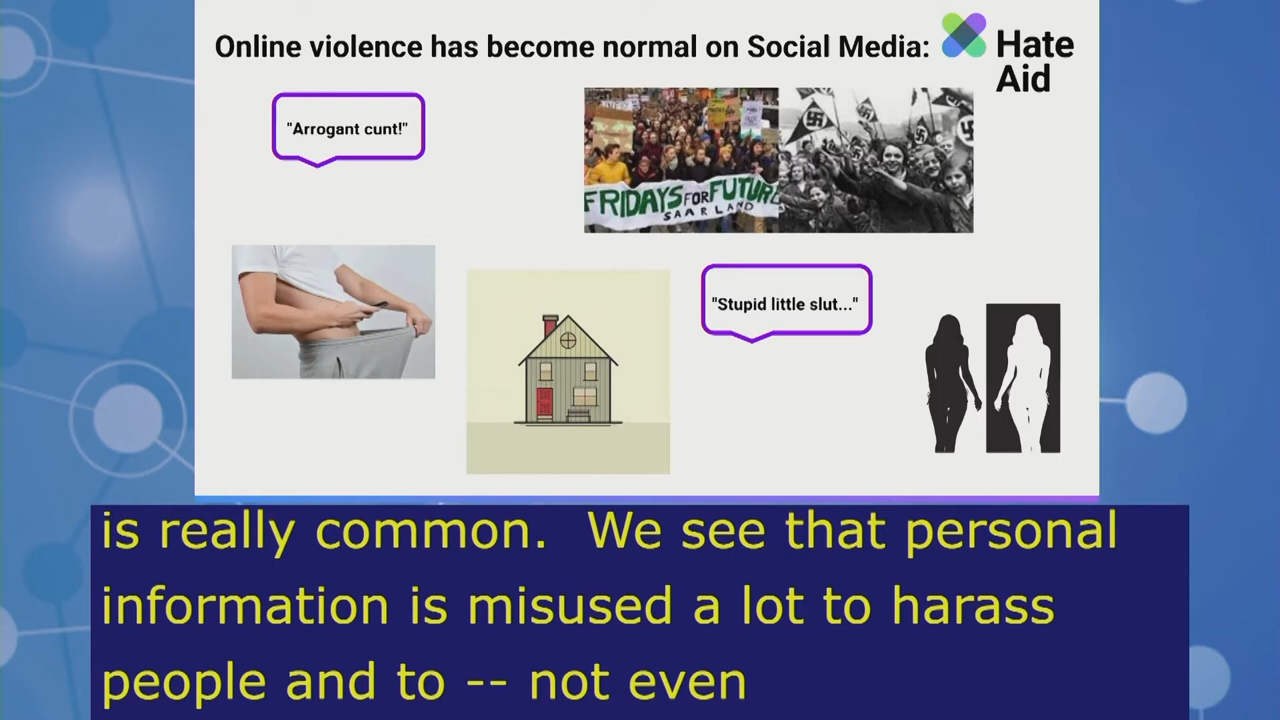 Online violence has become normal on Social Media:
Hate
Aid
"Arrogant cunt!"
FRIDAYS FOR FUTURE
SAARLAND
"Stupid little slut..."
is really common.  We see that personal
information is misused a lot to harass
people and to -- not even